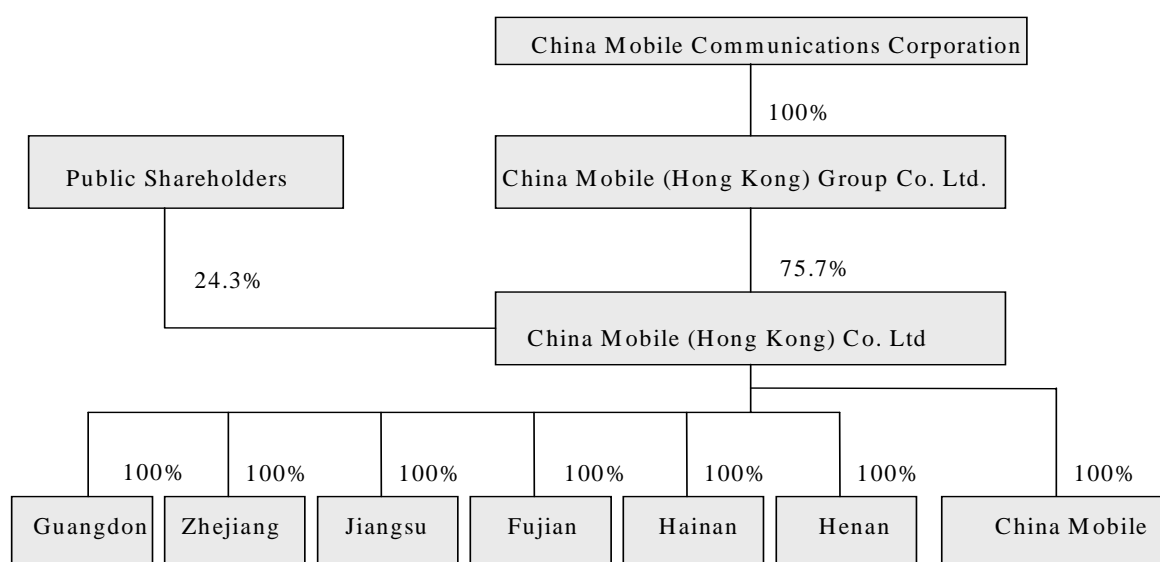 China Mobile Communications Corporation
100%
Public Shareholders
China Mobile (Hong Kong) Group Co. Ltd.
24.3%
75.7%
China Mobile (Hong Kong) Co. Ltd
100%
100%
100%
100%
100%
100%
100%
Guangdon
Zhejiang
Jiangsu
Fujian
Hainan
Henan
China Mobile